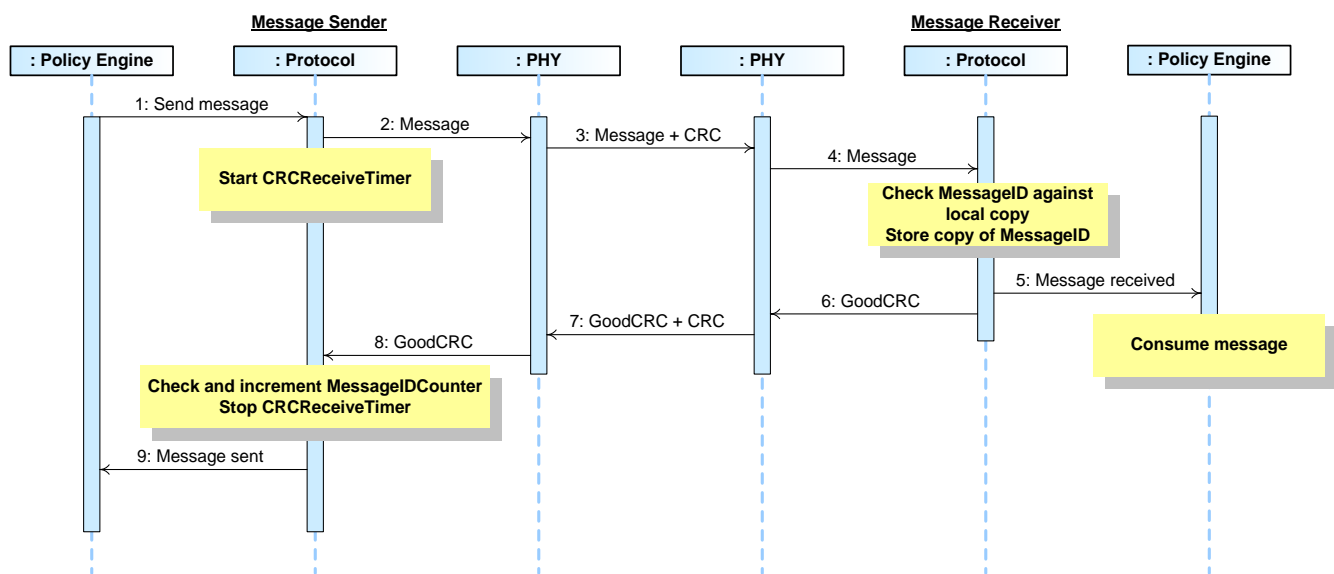 Message Sender
Message Receiver
: Policy Engine
: Protocol
: PHY
: PHY
: Protocol
: Policy Engine
1: Send message
2: Message
3: Message + CRC
4: Message
Start CRCReceiveTimer
Check MessageID against
local copy
Store copy of MessageID
5: Message received
6: GoodCRC
7: GoodCRC + CRC
8: GoodCRC
Consume message
Check and increment MessageIDCounter
Stop CRCReceiveTimer
9: Message sent